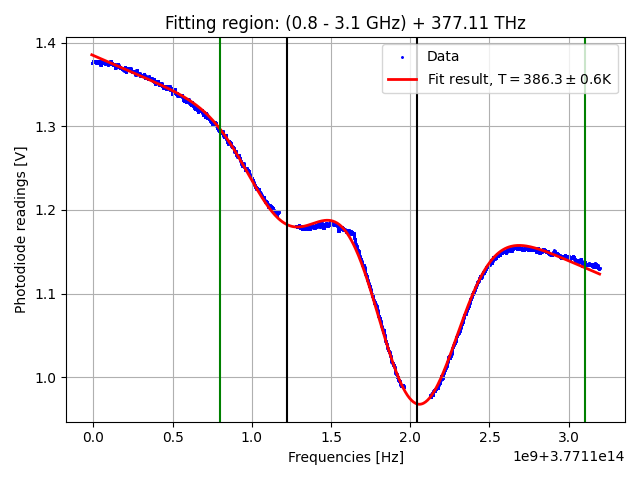 Fitting region: (0.8 - 3.1 GHz) + 377.11 THz
Data
Fit result, T = 386.3 ± 0.6K
Photodiode readings [V]
1.4
1.3
1.2
1.1
1.0
0.0 0.5 1.0 1.5 2.0 2.5 3.0
Frequencies [Hz]
1e9+3.7711e14